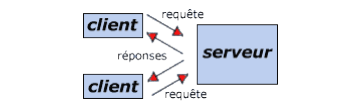 requête
client
serveur
réponses
client
requête